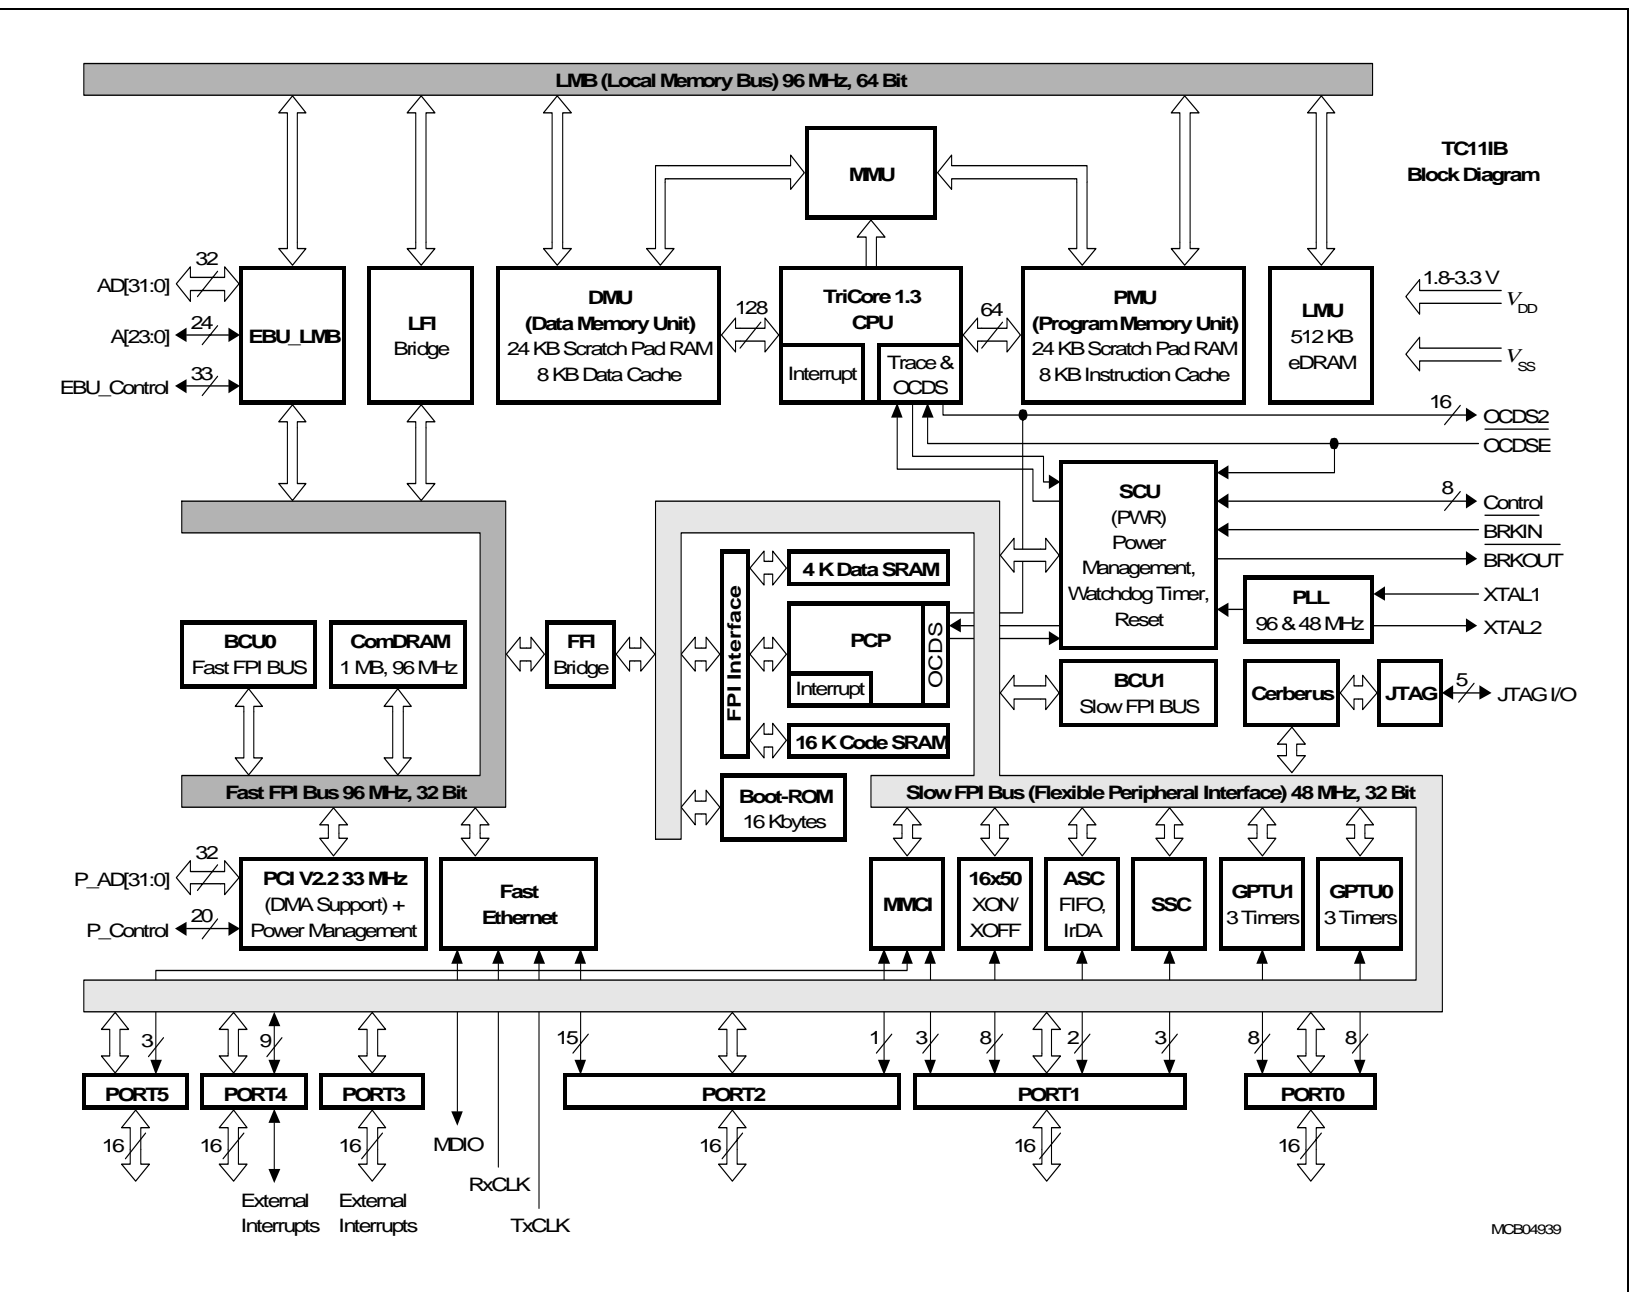 LMB (Local Memory Bus) 96 MHz, 64 Bit
TC11IB
Block Diagram
MMU
32
AD[31:0]
24
A[23:0]
33
EBU_Control
EBU_LMB
LFI
Bridge
DMU
(Data Memory Unit)
24 KB Scratch Pad RAM
8 KB Data Cache
128
TriCore 1.3
CPU
Interrupt
Trace &
OCDS
64
PMU
(Program Memory Unit)
24 KB Scratch Pad RAM
8 KB Instruction Cache
LMU
512 KB
eDRAM
1.8-3.3 V
VDD
VSS
16
OCDS2
OCDSE
8
Control
BRKIN
BRKOUT
XTAL1
XTAL2
SCU
(PWR)
Power
Management,
Watchdog Timer,
Reset
PLL
96 & 48 MHz
BCU0
Fast FPI BUS
ComDRAM
1 MB, 96 MHz
FFI
Bridge
FPI Interface
4 K Data SRAM
PCP
Interrupt
OCDS
16 K Code SRAM
BCU1
Slow FPI BUS
Cerberus
JTAG
5
JTAG I/O
Fast FPI Bus 96 MHz, 32 Bit
Boot-ROM
16 Kbytes
Slow FPI Bus (Flexible Peripheral Interface) 48 MHz, 32 Bit
32
P_AD[31:0]
20
P_Control
PCI V2.2 33 MHz
(DMA Support) +
Power Management
Fast
Ethernet
MMCI
16x50
XON/
XOFF
ASC
FIFO,
IrDA
SSC
GPTU1
3 Timers
GPTU0
3 Timers
3
9
15
1
3
8
2
3
8
8
PORT5
PORT4
PORT3
PORT2
PORT1
PORT0
16
16
16
MDIO
16
16
16
RxCLK
TxCLK
External
Interrupts
External
Interrupts
MCB04939